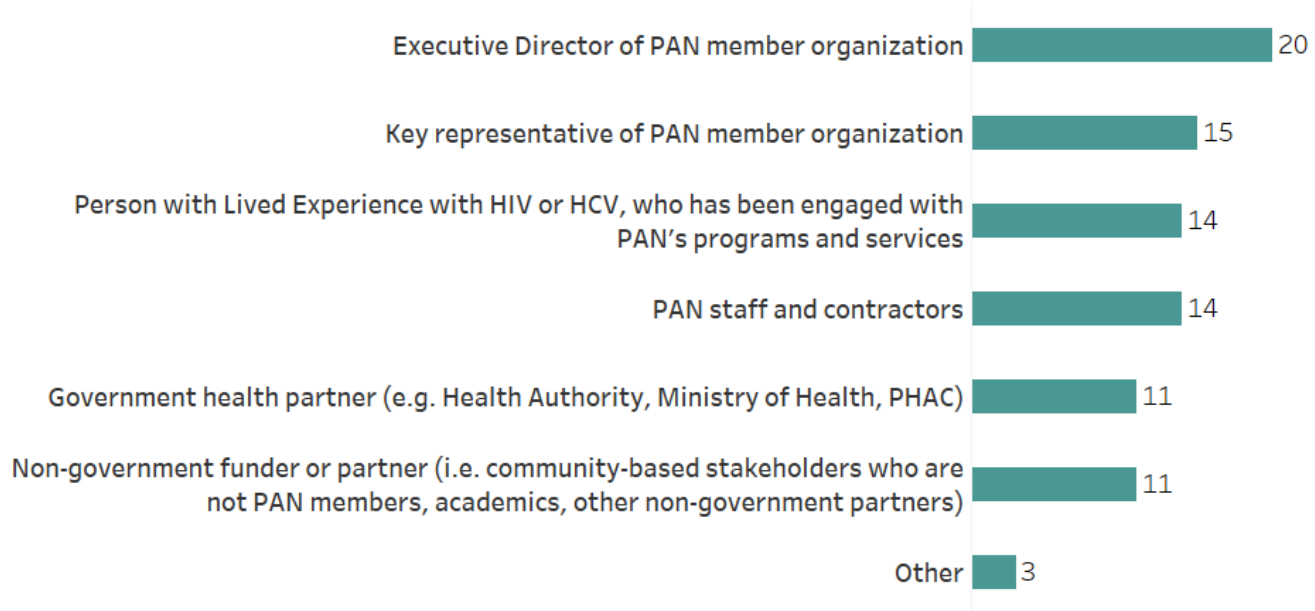 Executive Director of PAN member organization 20
Key representative of PAN member organization 15
Person with Lived Experience with HIV or HCV, who has been engaged with
PAN’s programs and services 14
PAN staff and contractors 14
Government health partner (e.g. Health Authority, Ministry of Health, PHAC) 11
Non-government funder or partner (i.e. community-based stakeholders who are
not PAN members, academics, other non-government partners) 11
Other 3